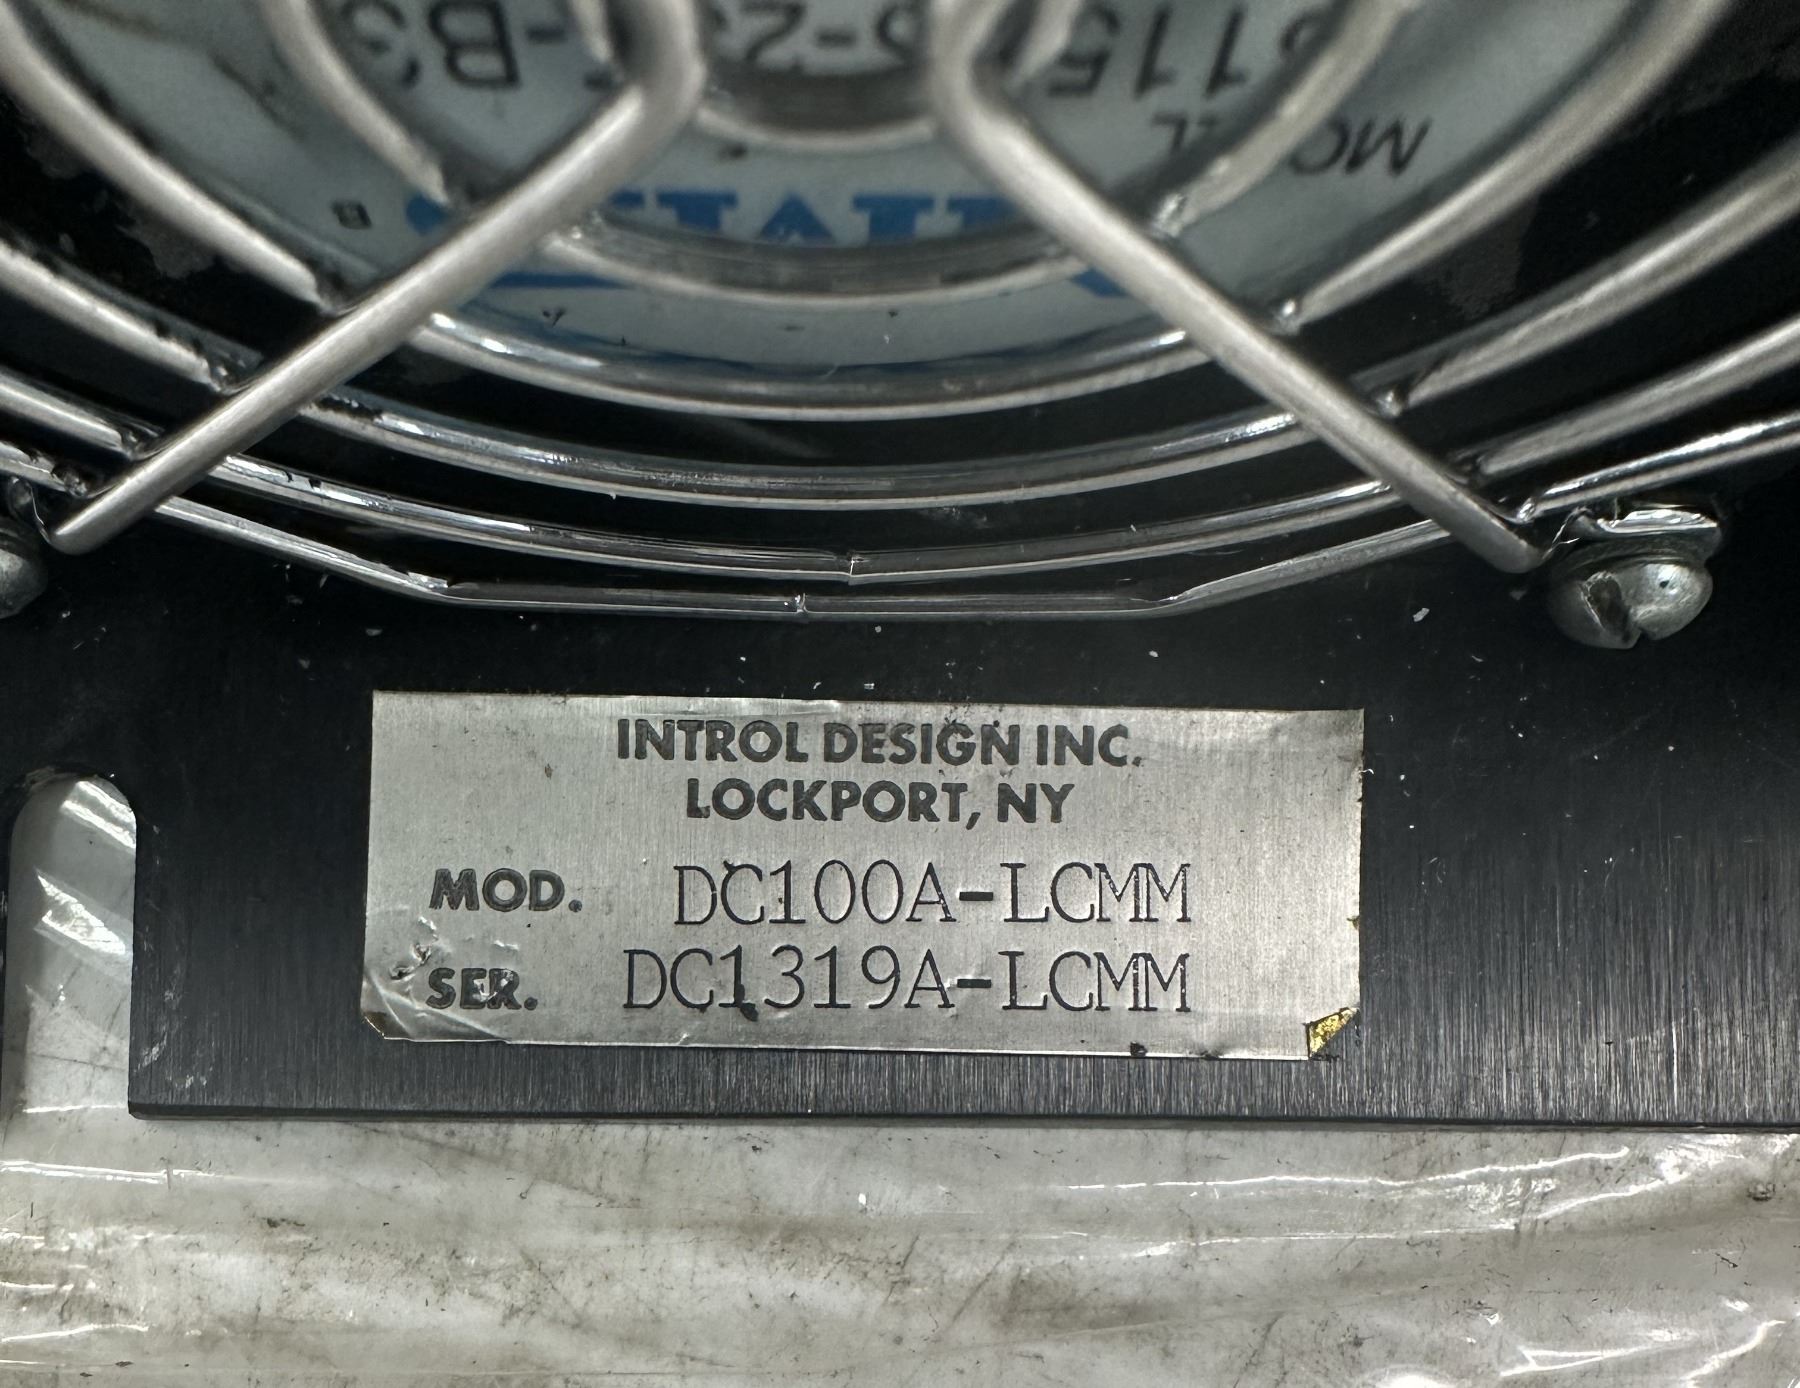 INTROL DESIGN INC.
LOCKPORT, NY
MOD. DC100A-LCMM
SER. DC1319A-LCMM